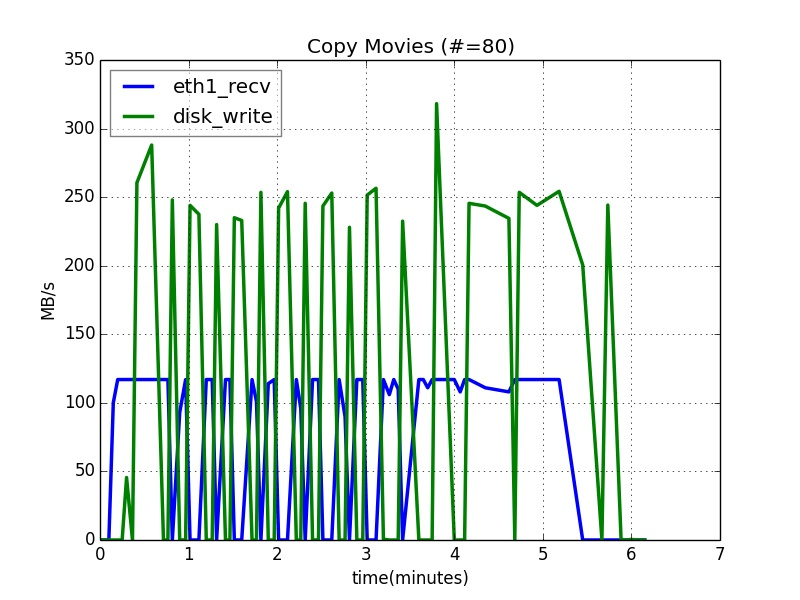 Copy Movies (#=80)
eth1_recv
disk_write
350
300
250
200
150
100
50
0
MB/s
0 1 2 3 4 5 6 7
time(minutes)